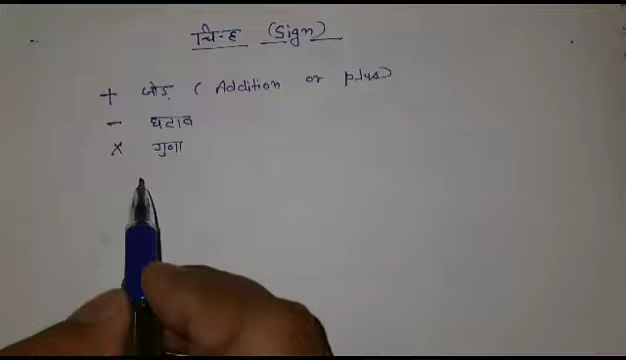 चिन्ह (Sign)
+ जोड़ (Addition or plus)
- घटाव
× गुना